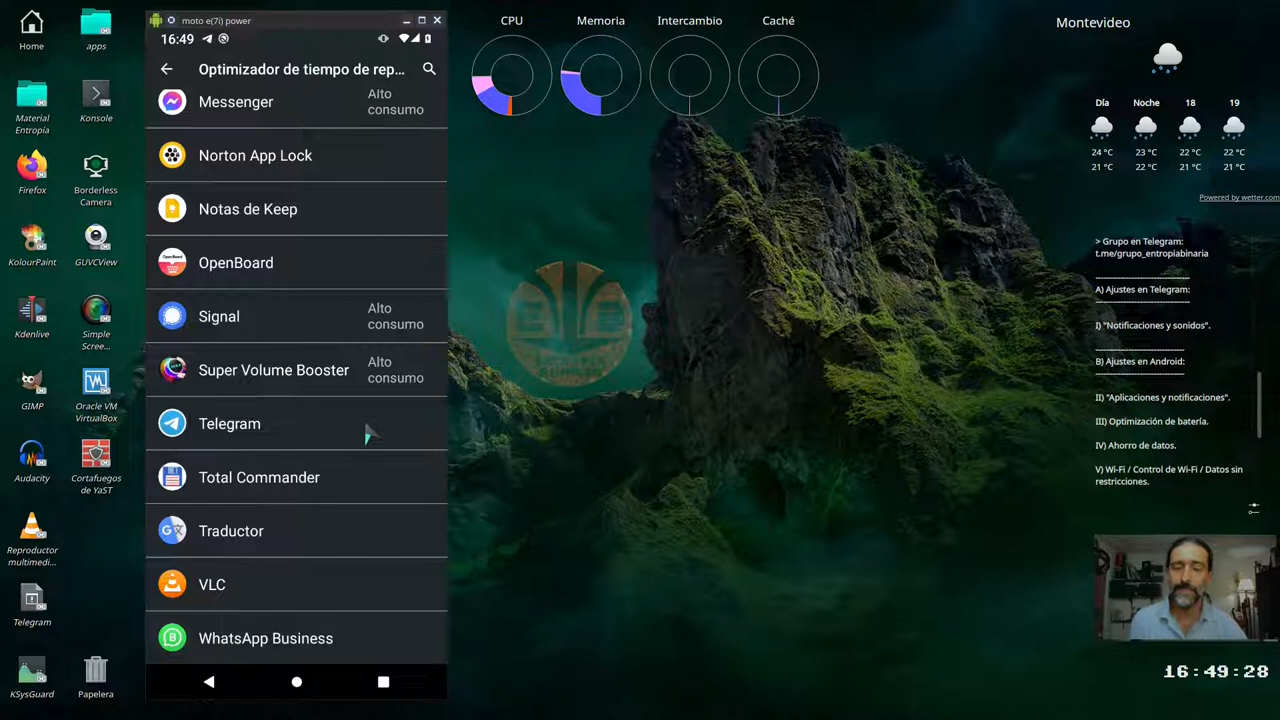 Home
apps
Material
Entropía
Konsole
Firefox
Borderless
Camera
KolourPaint
GUVCView
Kdenlive
Simple
Scree...
GIMP
Oracle VM
VirtualBox
Audacity
Cortafuegos
de YaST
Reproductor
multimedi...
Telegram
KSysGuard
Papelera
moto e(7i) power
16:49
Optimizador de tiempo de rep...
Messenger
Alto
consumo
Norton App Lock
Notas de Keep
OpenBoard
Signal
Alto
consumo
Super Volume Booster
Alto
consumo
Telegram
Total Commander
Traductor
VLC
WhatsApp Business
CPU
Memoria
Intercambio
Caché
Montevideo
Día Noche 18 19
24 °C 23 °C 22 °C 22 °C
21 °C 22 °C 21 °C 21 °C
Powered by wetter.com
> Grupo en Telegram:
t.me/grupo_entropiabinaria
A) Ajustes en Telegram:
I) "Notificaciones y sonidos".
B) Ajustes en Android:
II) "Aplicaciones y notificaciones".
III) Optimización de batería.
IV) Ahorro de datos.
V) Wi-Fi / Control de Wi-Fi / Datos sin
restricciones.
16:49:28